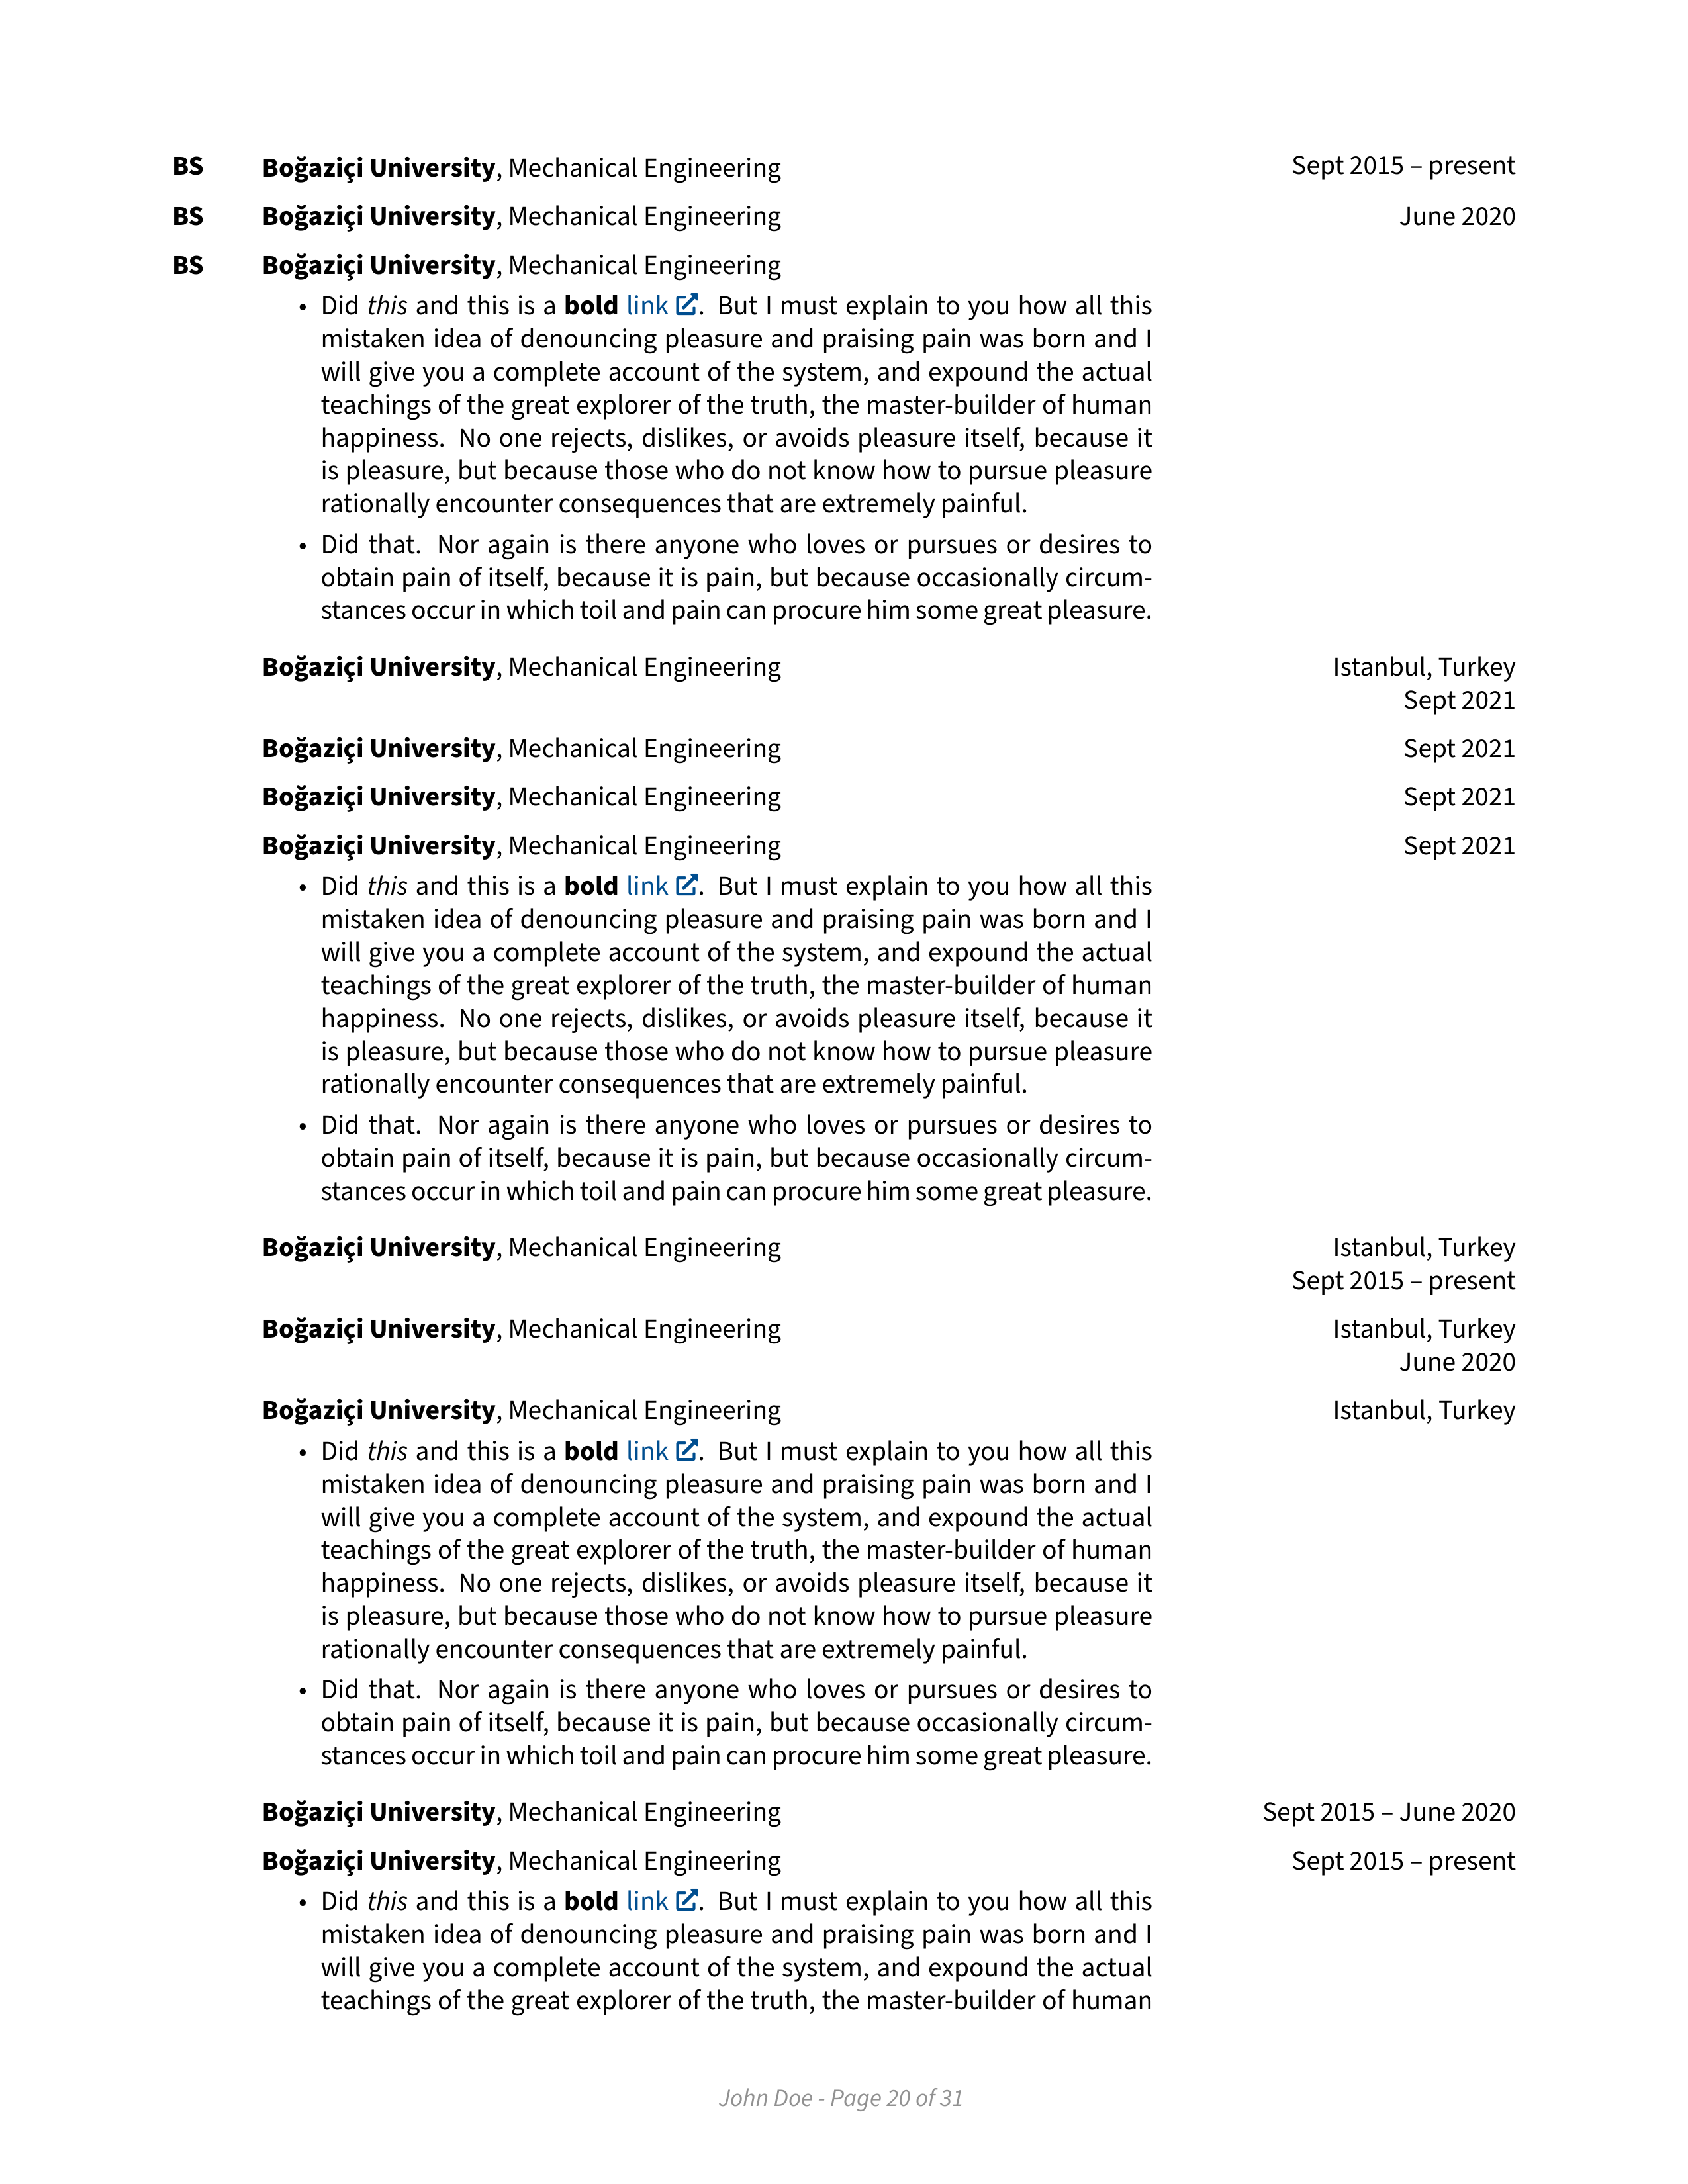 BS Boğaziçi University, Mechanical Engineering Sept 2015 – present
BS Boğaziçi University, Mechanical Engineering June 2020
BS Boğaziçi University, Mechanical Engineering
• Did this and this is a bold link. But I must explain to you how all this
mistaken idea of denouncing pleasure and praising pain was born and I
will give you a complete account of the system, and expound the actual
teachings of the great explorer of the truth, the master-builder of human
happiness. No one rejects, dislikes, or avoids pleasure itself, because it
is pleasure, but because those who do not know how to pursue pleasure
rationally encounter consequences that are extremely painful.
• Did that. Nor again is there anyone who loves or pursues or desires to
obtain pain of itself, because it is pain, but because occasionally circum-
stances occur in which toil and pain can procure him some great pleasure.
Boğaziçi University, Mechanical Engineering Istanbul, Turkey
Sept 2021
Boğaziçi University, Mechanical Engineering Sept 2021
Boğaziçi University, Mechanical Engineering Sept 2021
Boğaziçi University, Mechanical Engineering Sept 2021
• Did this and this is a bold link. But I must explain to you how all this
mistaken idea of denouncing pleasure and praising pain was born and I
will give you a complete account of the system, and expound the actual
teachings of the great explorer of the truth, the master-builder of human
happiness. No one rejects, dislikes, or avoids pleasure itself, because it
is pleasure, but because those who do not know how to pursue pleasure
rationally encounter consequences that are extremely painful.
• Did that. Nor again is there anyone who loves or pursues or desires to
obtain pain of itself, because it is pain, but because occasionally circum-
stances occur in which toil and pain can procure him some great pleasure.
Boğaziçi University, Mechanical Engineering Istanbul, Turkey
Sept 2015 – present
Boğaziçi University, Mechanical Engineering Istanbul, Turkey
June 2020
Boğaziçi University, Mechanical Engineering Istanbul, Turkey
• Did this and this is a bold link. But I must explain to you how all this
mistaken idea of denouncing pleasure and praising pain was born and I
will give you a complete account of the system, and expound the actual
teachings of the great explorer of the truth, the master-builder of human
happiness. No one rejects, dislikes, or avoids pleasure itself, because it
is pleasure, but because those who do not know how to pursue pleasure
rationally encounter consequences that are extremely painful.
• Did that. Nor again is there anyone who loves or pursues or desires to
obtain pain of itself, because it is pain, but because occasionally circum-
stances occur in which toil and pain can procure him some great pleasure.
Boğaziçi University, Mechanical Engineering Sept 2015 – June 2020
Boğaziçi University, Mechanical Engineering Sept 2015 – present
• Did this and this is a bold link. But I must explain to you how all this
mistaken idea of denouncing pleasure and praising pain was born and I
will give you a complete account of the system, and expound the actual
teachings of the great explorer of the truth, the master-builder of human
John Doe - Page 20 of 31